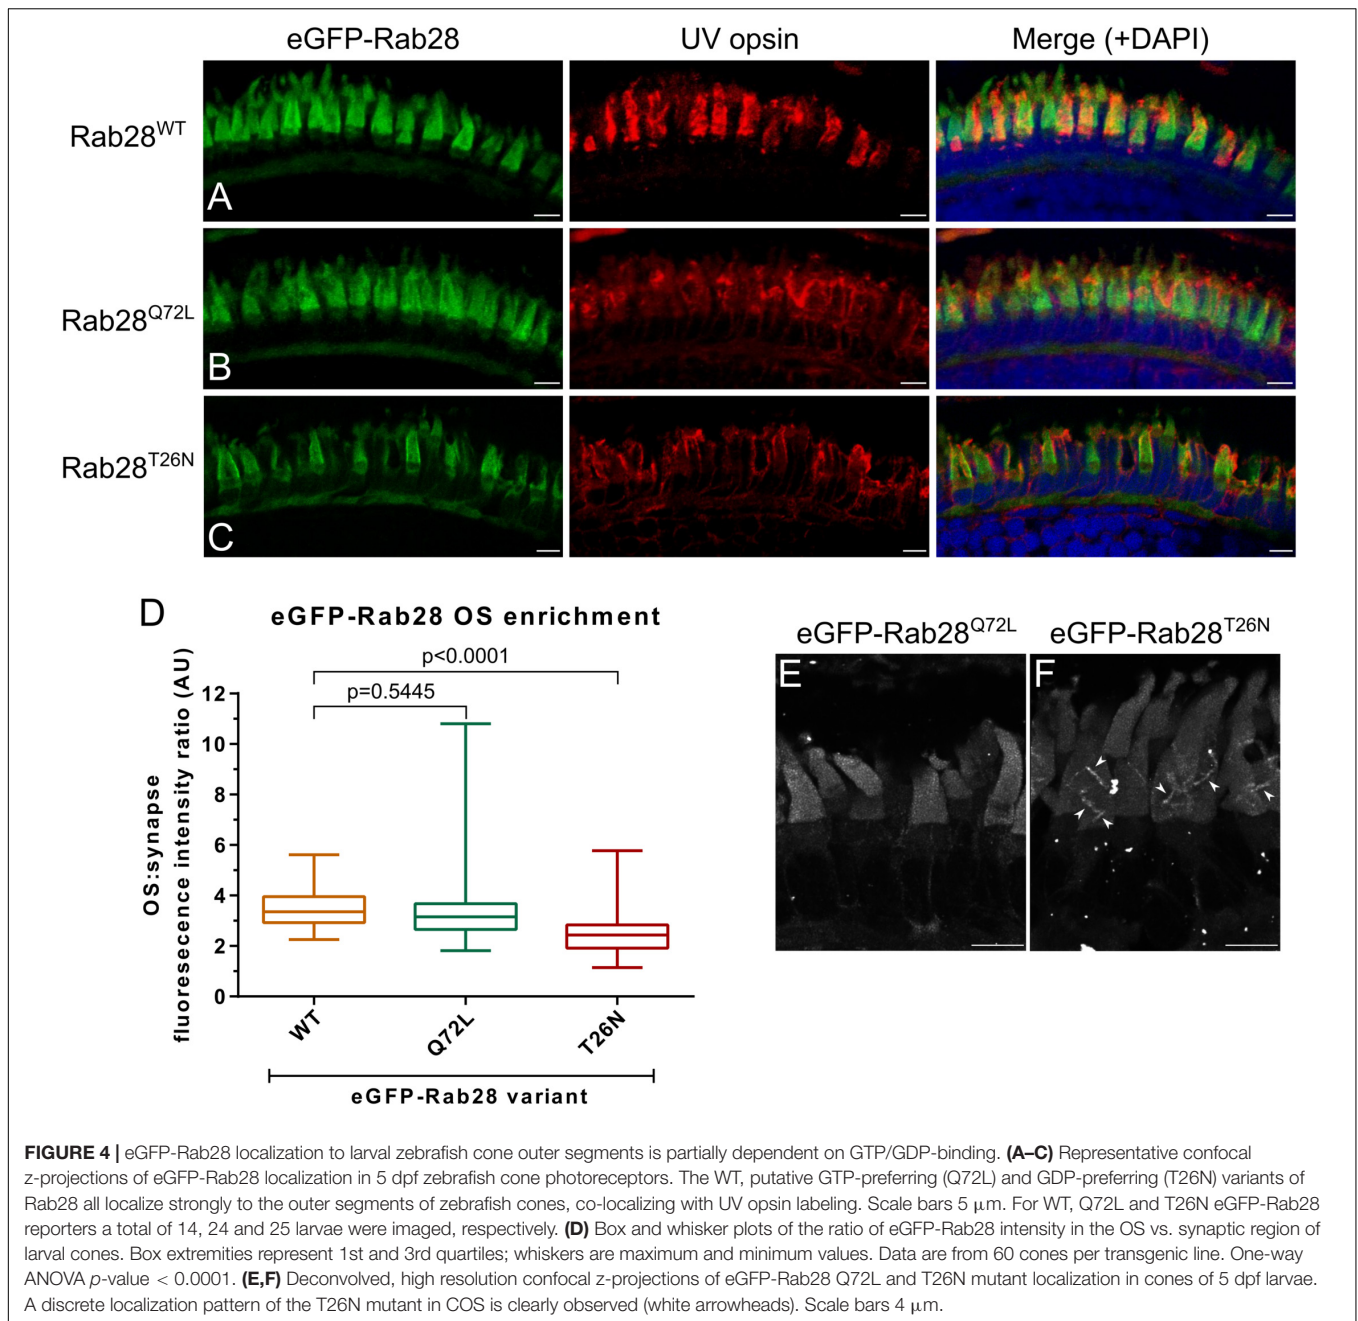 eGFP-Rab28 UV opsin Merge (+DAPI)
Rab28WT
A
Rab28Q72L
B
Rab28T26N
C
D
eGFP-Rab28 OS enrichment
p<0.0001
p=0.5445
OS:synapse
fluoresecence intensity ratio (AU)
12
10
8
6
4
2
0
WT Q72L T26N
eGFP-Rab28 variant
eGFP-Rab28Q72L eGFP-Rab28T26N
E F
FIGURE 4 | eGFP-Rab28 localization to larval zebrafish cone outer segments is partially dependent on GTP/GDP-binding. (A–C) Representative confocal
z-projections of eGFP-Rab28 localization in 5 dpf zebrafish cone photoreceptors. The WT, putative GTP-preferring (Q72L) and GDP-preferring (T26N) variants of
Rab28 all localize strongly to the outer segments of zebrafish cones, co-localizing with UV opsin labeling. Scale bars 5 μm. For WT, Q72L and T26N eGFP-Rab28
reporters a total of 14, 24 and 25 larvae were imaged, respectively. (D) Box and whisker plots of the ratio of eGFP-Rab28 intensity in the OS vs. synaptic region of
larval cones. Box extremities represent 1st and 3rd quartiles; whiskers are maximum and minimum values. Data are from 60 cones per transgenic line. One-way
ANOVA p-value < 0.0001. (E,F) Deconvolved, high resolution confocal z-projections of eGFP-Rab28 Q72L and T26N mutant localization in cones of 5 dpf larvae.
A discrete localization pattern of the T26N mutant in COS is clearly observed (white arrowheads). Scale bars 4 μm.